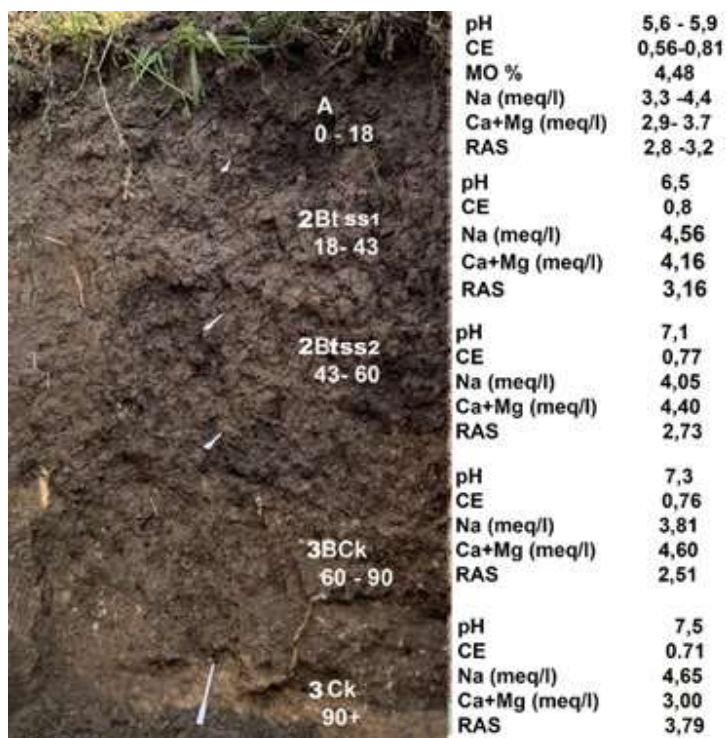 A
0 - 18
pH 5,6 - 5,9
CE 0,56-0,81
MO % 4,48
Na (meq/l) 3,3 -4,4
Ca+Mg (meq/l) 2,9- 3.7
RAS 2,8 -3,2
2Bt ss1
18- 43
pH 6,5
CE 0,8
Na (meq/l) 4,56
Ca+Mg (meq/l) 4,16
RAS 3,16
2Btss2
43- 60
pH 7,1
CE 0,77
Na (meq/l) 4,05
Ca+Mg (meq/l) 4,40
RAS 2,73
3BCk
60 - 90
pH 7,3
CE 0,76
Na (meq/l) 3,81
Ca+Mg (meq/l) 4,60
RAS 2,51
3 Ck
90+
pH 7,5
CE 0.71
Na (meq/l) 4,65
Ca+Mg (meq/l) 3,00
RAS 3,79